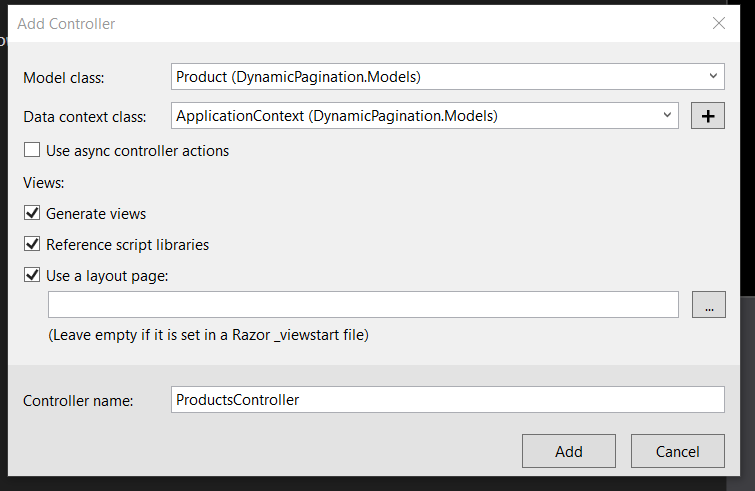 Add Controller
Model class: Product (DynamicPagination.Models)
Data context class: ApplicationContext (DynamicPagination.Models) +
Use async controller actions
Views:
Generate views
Reference script libraries
Use a layout page:
...
(Leave empty if it is set in a Razor _viewstart file)
Controller name: ProductsController
Add Cancel